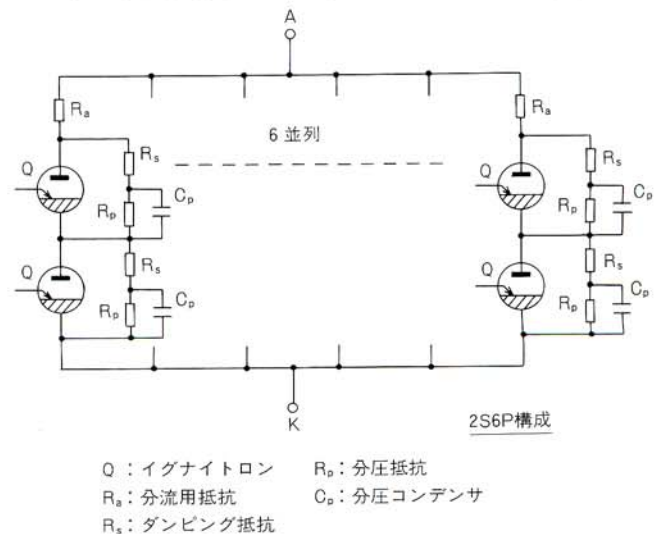 A
Ra
Ra
6並列
Rs
Rs
Q
Q
Cp
Cp
Rp
Rp
Q
Q
Rs
Rs
Cp
Cp
Rp
Rp
K
2S6P構成
Q：イグナイトロン Rp：分圧抵抗
Ra：分流用抵抗 Cp：分圧コンデンサ
Rs：ダンピング抵抗